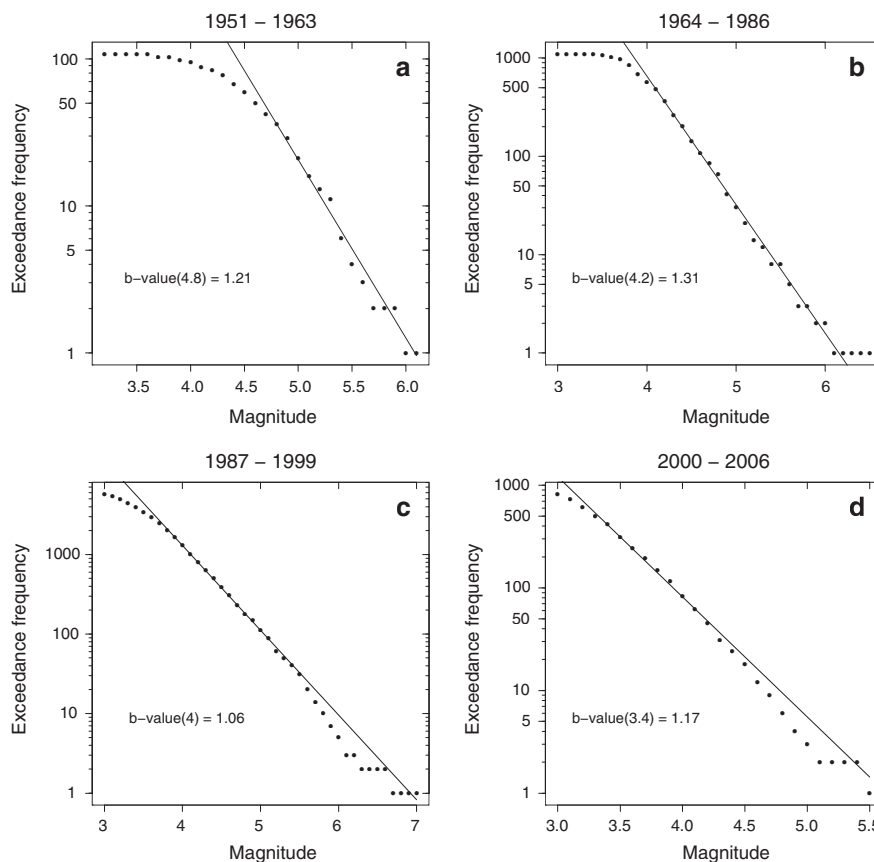 1951 – 1963
a
Exceedance frequency
100
50
10
5
1
b−value(4.8) = 1.21
3.5 4.0 4.5 5.0 5.5 6.0
Magnitude
1964 – 1986
b
Exceedance frequency
1000
500
100
50
10
5
1
b−value(4.2) = 1.31
3 4 5 6
Magnitude
1987 – 1999
c
Exceedance frequency
1000
100
10
1
b−value(4) = 1.06
3 4 5 6 7
Magnitude
2000 – 2006
d
Exceedance frequency
1000
500
100
50
10
5
1
b−value(3.4) = 1.17
3.0 3.5 4.0 4.5 5.0 5.5
Magnitude